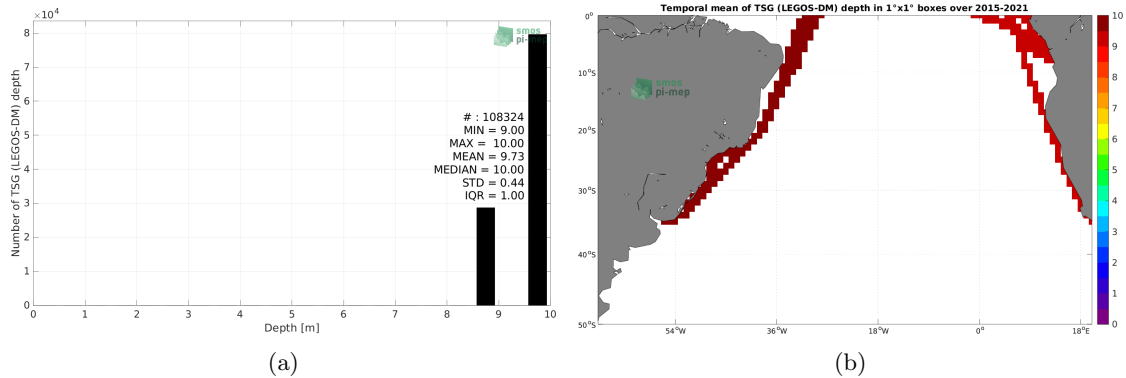 ×10⁴
8
7
6
5
4
3
2
1
0
Number of TSG (LEGOS-DM) depth
smos
pi-mep
# : 108324
MIN = 9.00
MAX = 10.00
MEAN = 9.73
MEDIAN = 10.00
STD = 0.44
IQR = 1.00
0 1 2 3 4 5 6 7 8 9 10
Depth [m]
(a)
Temporal mean of TSG (LEGOS-DM) depth in 1°x1° boxes over 2015-2021
0°
10°S
20°S
30°S
40°S
50°S
smos
pi-mep
54°W 36°W 18°W 0° 18°E
10
9
8
7
6
5
4
3
2
1
0
(b)